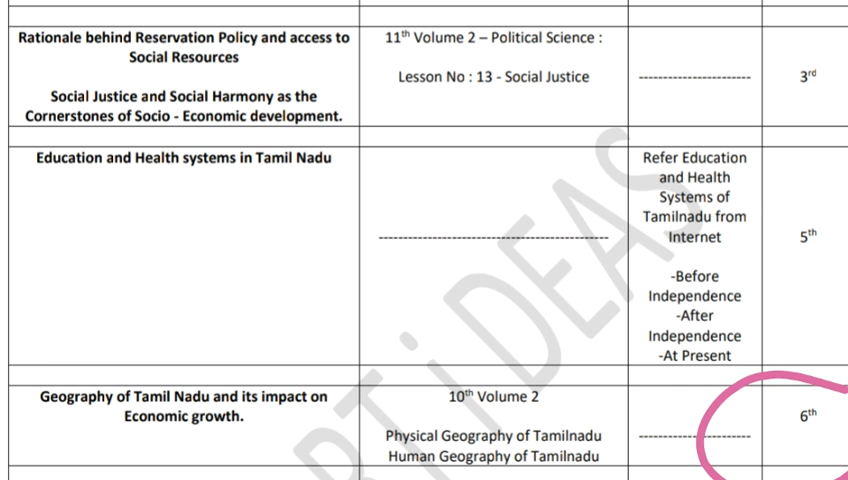 Rationale behind Reservation Policy and access to
Social Resources
Social Justice and Social Harmony as the
Cornerstones of Socio - Economic development.
11th Volume 2 – Political Science :
Lesson No : 13 - Social Justice
-----------------------
3rd
Education and Health systems in Tamil Nadu
-----------------------------------------------
Refer Education
and Health
Systems of
Tamilnadu from
Internet
-Before
Independence
-After
Independence
-At Present
5th
Geography of Tamil Nadu and its impact on
Economic growth.
10th Volume 2
Physical Geography of Tamilnadu
Human Geography of Tamilnadu
-----------------------
6th
RT i DEAS